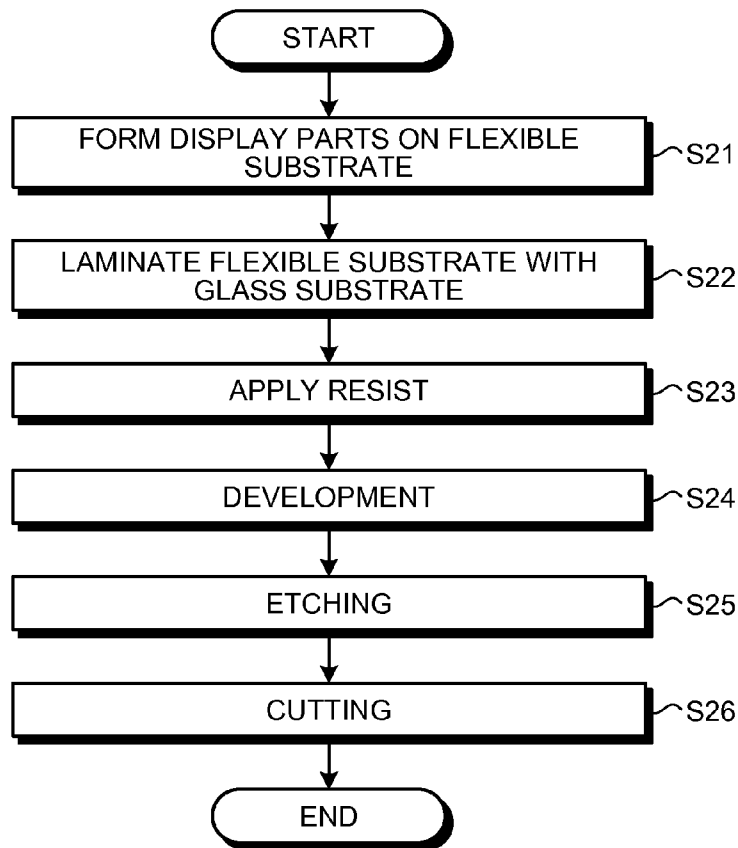 START
FORM DISPLAY PARTS ON FLEXIBLE
SUBSTRATE
S21
LAMINATE FLEXIBLE SUBSTRATE WITH
GLASS SUBSTRATE
S22
APPLY RESIST
S23
DEVELOPMENT
S24
ETCHING
S25
CUTTING
S26
END